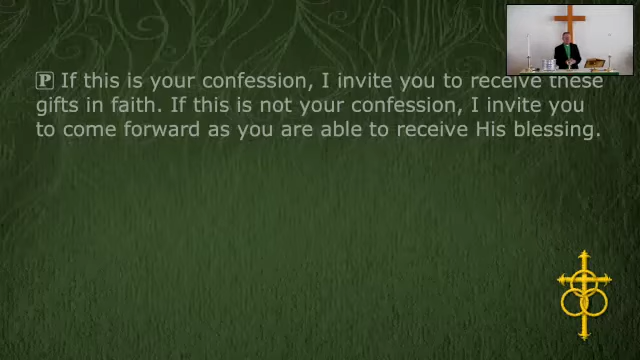 P If this is your confession, I invite you to receive these
gifts in faith. If this is not your confession, I invite you
to come forward as you are able to receive His blessing.